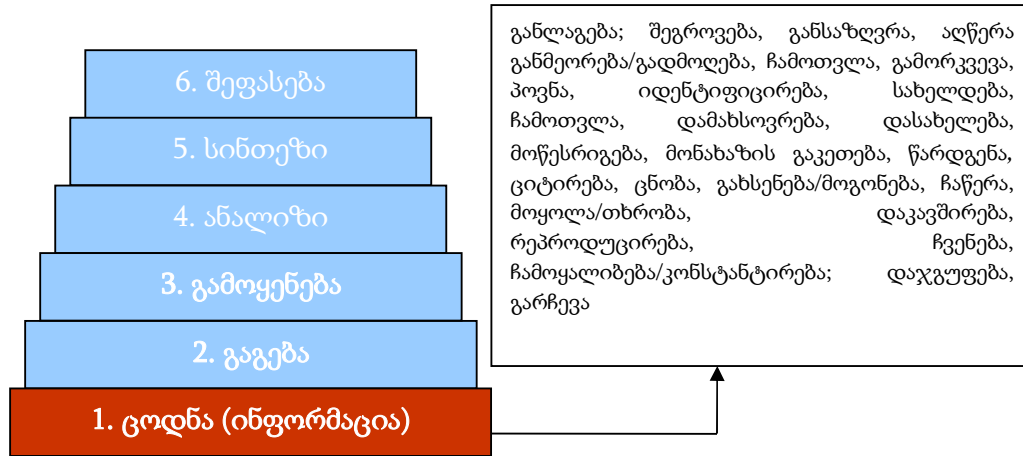 განლაგება; შეგროვება, განსაზღვრა, აღწერა
განმეორება/გადმოღება, ჩამოთვლა, გამორკვევა,
პოვნა, იდენტიფიცირება, სახელდება,
ჩამოთვლა, დამახსოვრება, დასახელება,
მოწესრიგება, მონახაზის გაკეთება, წარდგენა,
ციტირება, ცნობა, გახსენება/მოგონება, ჩაწერა,
მოყოლა/თხრობა, დაკავშირება,
რეპროდუცირება, ჩვენება,
ჩამოყალიბება/კონსტანტირება; დაჯგუფება,
გარჩევა
6. შეფასება
5. სინთეზი
4. ანალიზი
3. გამოყენება
2. გაგება
1. ცოდნა (ინფორმაცია)